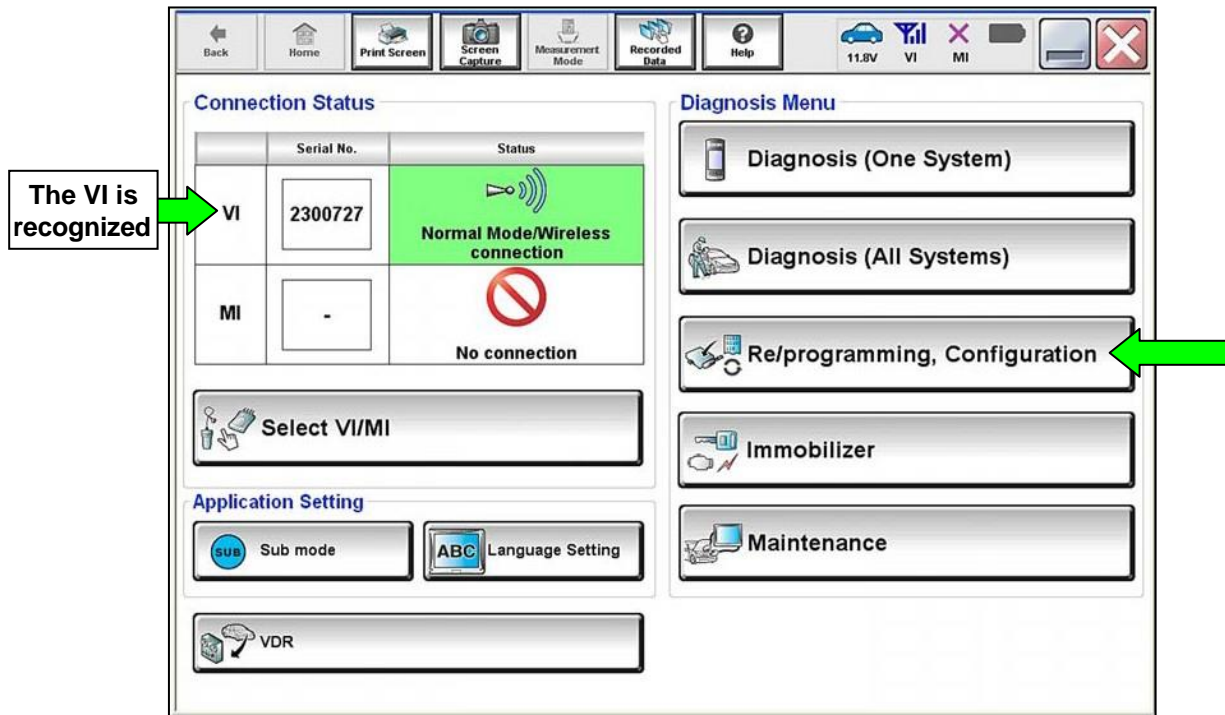 Back
Home
Print Screen
Screen
Capture
Measurement
Mode
Recorded
Data
Help
11.8V
VI
MI
Connection Status
Serial No.
Status
The VI is
recognized
VI
2300727
Normal Mode/Wireless
connection
MI
-
No connection
Select VI/MI
Application Setting
SUB
Sub mode
ABC
Language Setting
VDR
Diagnosis Menu
Diagnosis (One System)
Diagnosis (All Systems)
Re/programming, Configuration
Immobilizer
Maintenance